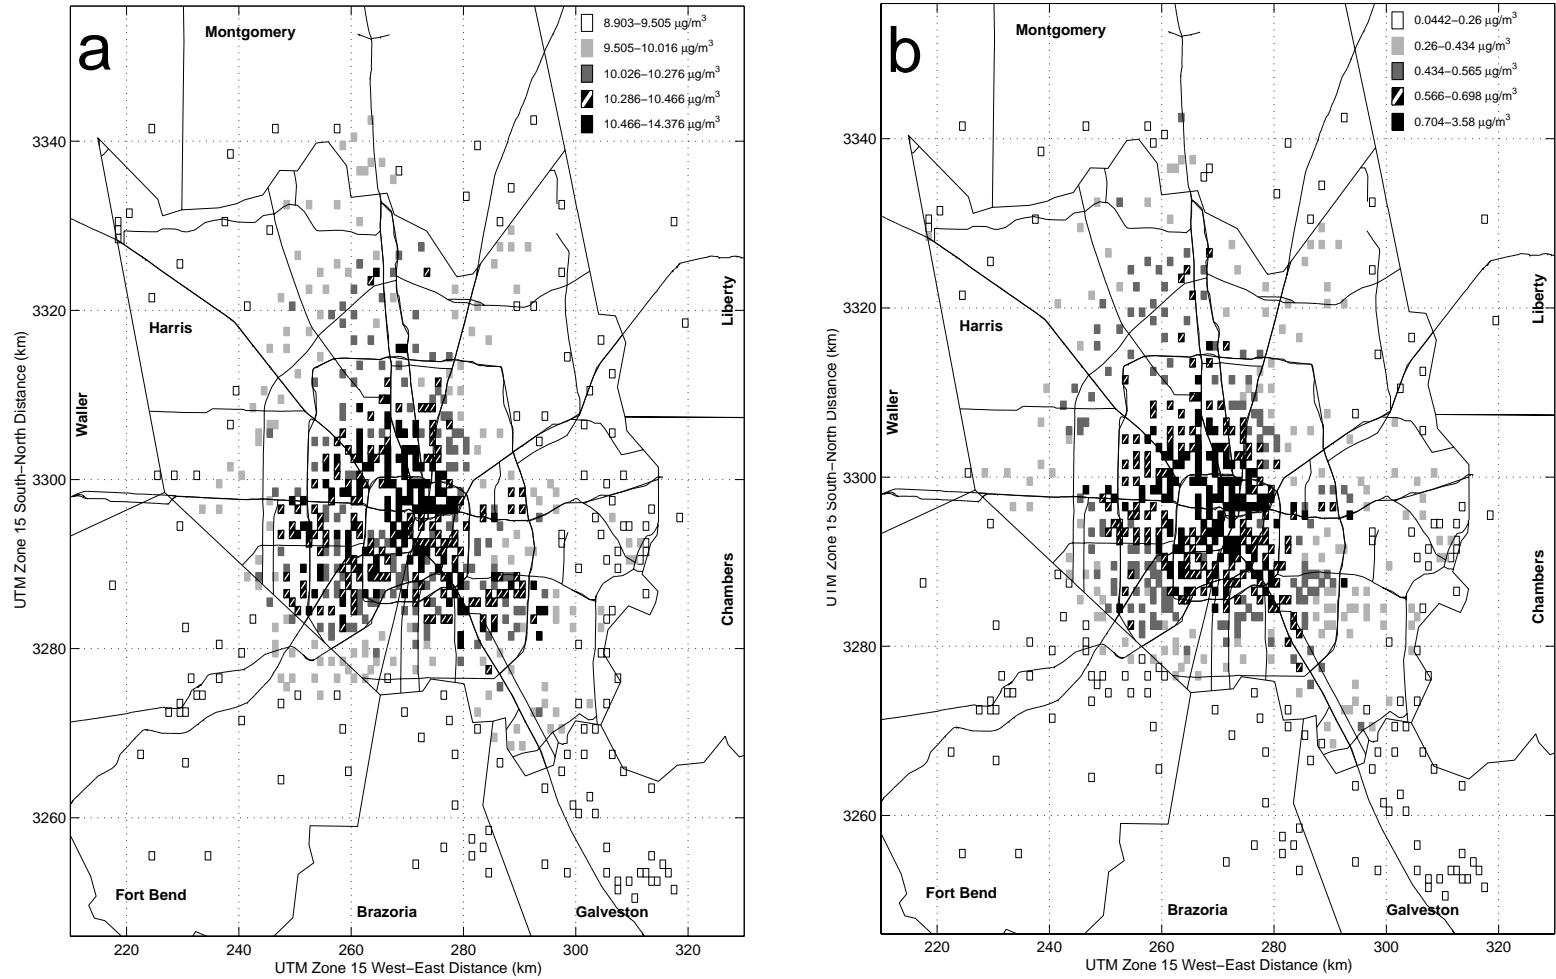 a
Montgomery
8.903−9.505 µg/m3
9.505−10.016 µg/m3
10.026−10.276 µg/m3
10.286−10.466 µg/m3
10.466−14.376 µg/m3
Harris
Liberty
Waller
Chambers
Fort Bend
Brazoria
Galveston
3340
3320
3300
3280
3260
220
240
260
280
300
320
UTM Zone 15 South−North Distance (km)
UTM Zone 15 West−East Distance (km)
b
Montgomery
0.0442−0.26 µg/m3
0.26−0.434 µg/m3
0.434−0.565 µg/m3
0.566−0.698 µg/m3
0.704−3.58 µg/m3
Harris
Liberty
Waller
Chambers
Fort Bend
Brazoria
Galveston
3340
3320
3300
3280
3260
220
240
260
280
300
320
UTM Zone 15 South−North Distance (km)
UTM Zone 15 West−East Distance (km)